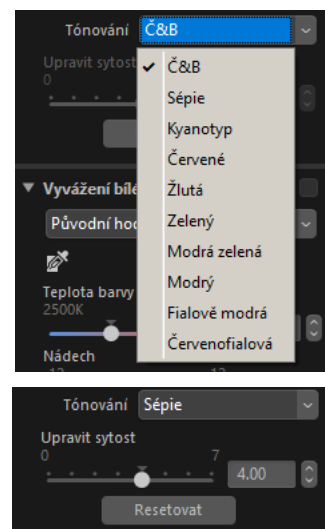 Tónování Č&B
Upravit sytost
0
Č&B
Sépie
Kyanotyp
Červené
Žlutá
Zelený
Modrá zelená
Modrý
Fialově modrá
Červenofialová
Vyvážení bílé
Původní hod
Teplota barvy
2500K
Nádech
Tónování Sépie
Upravit sytost
0 7
4.00
Resetovat